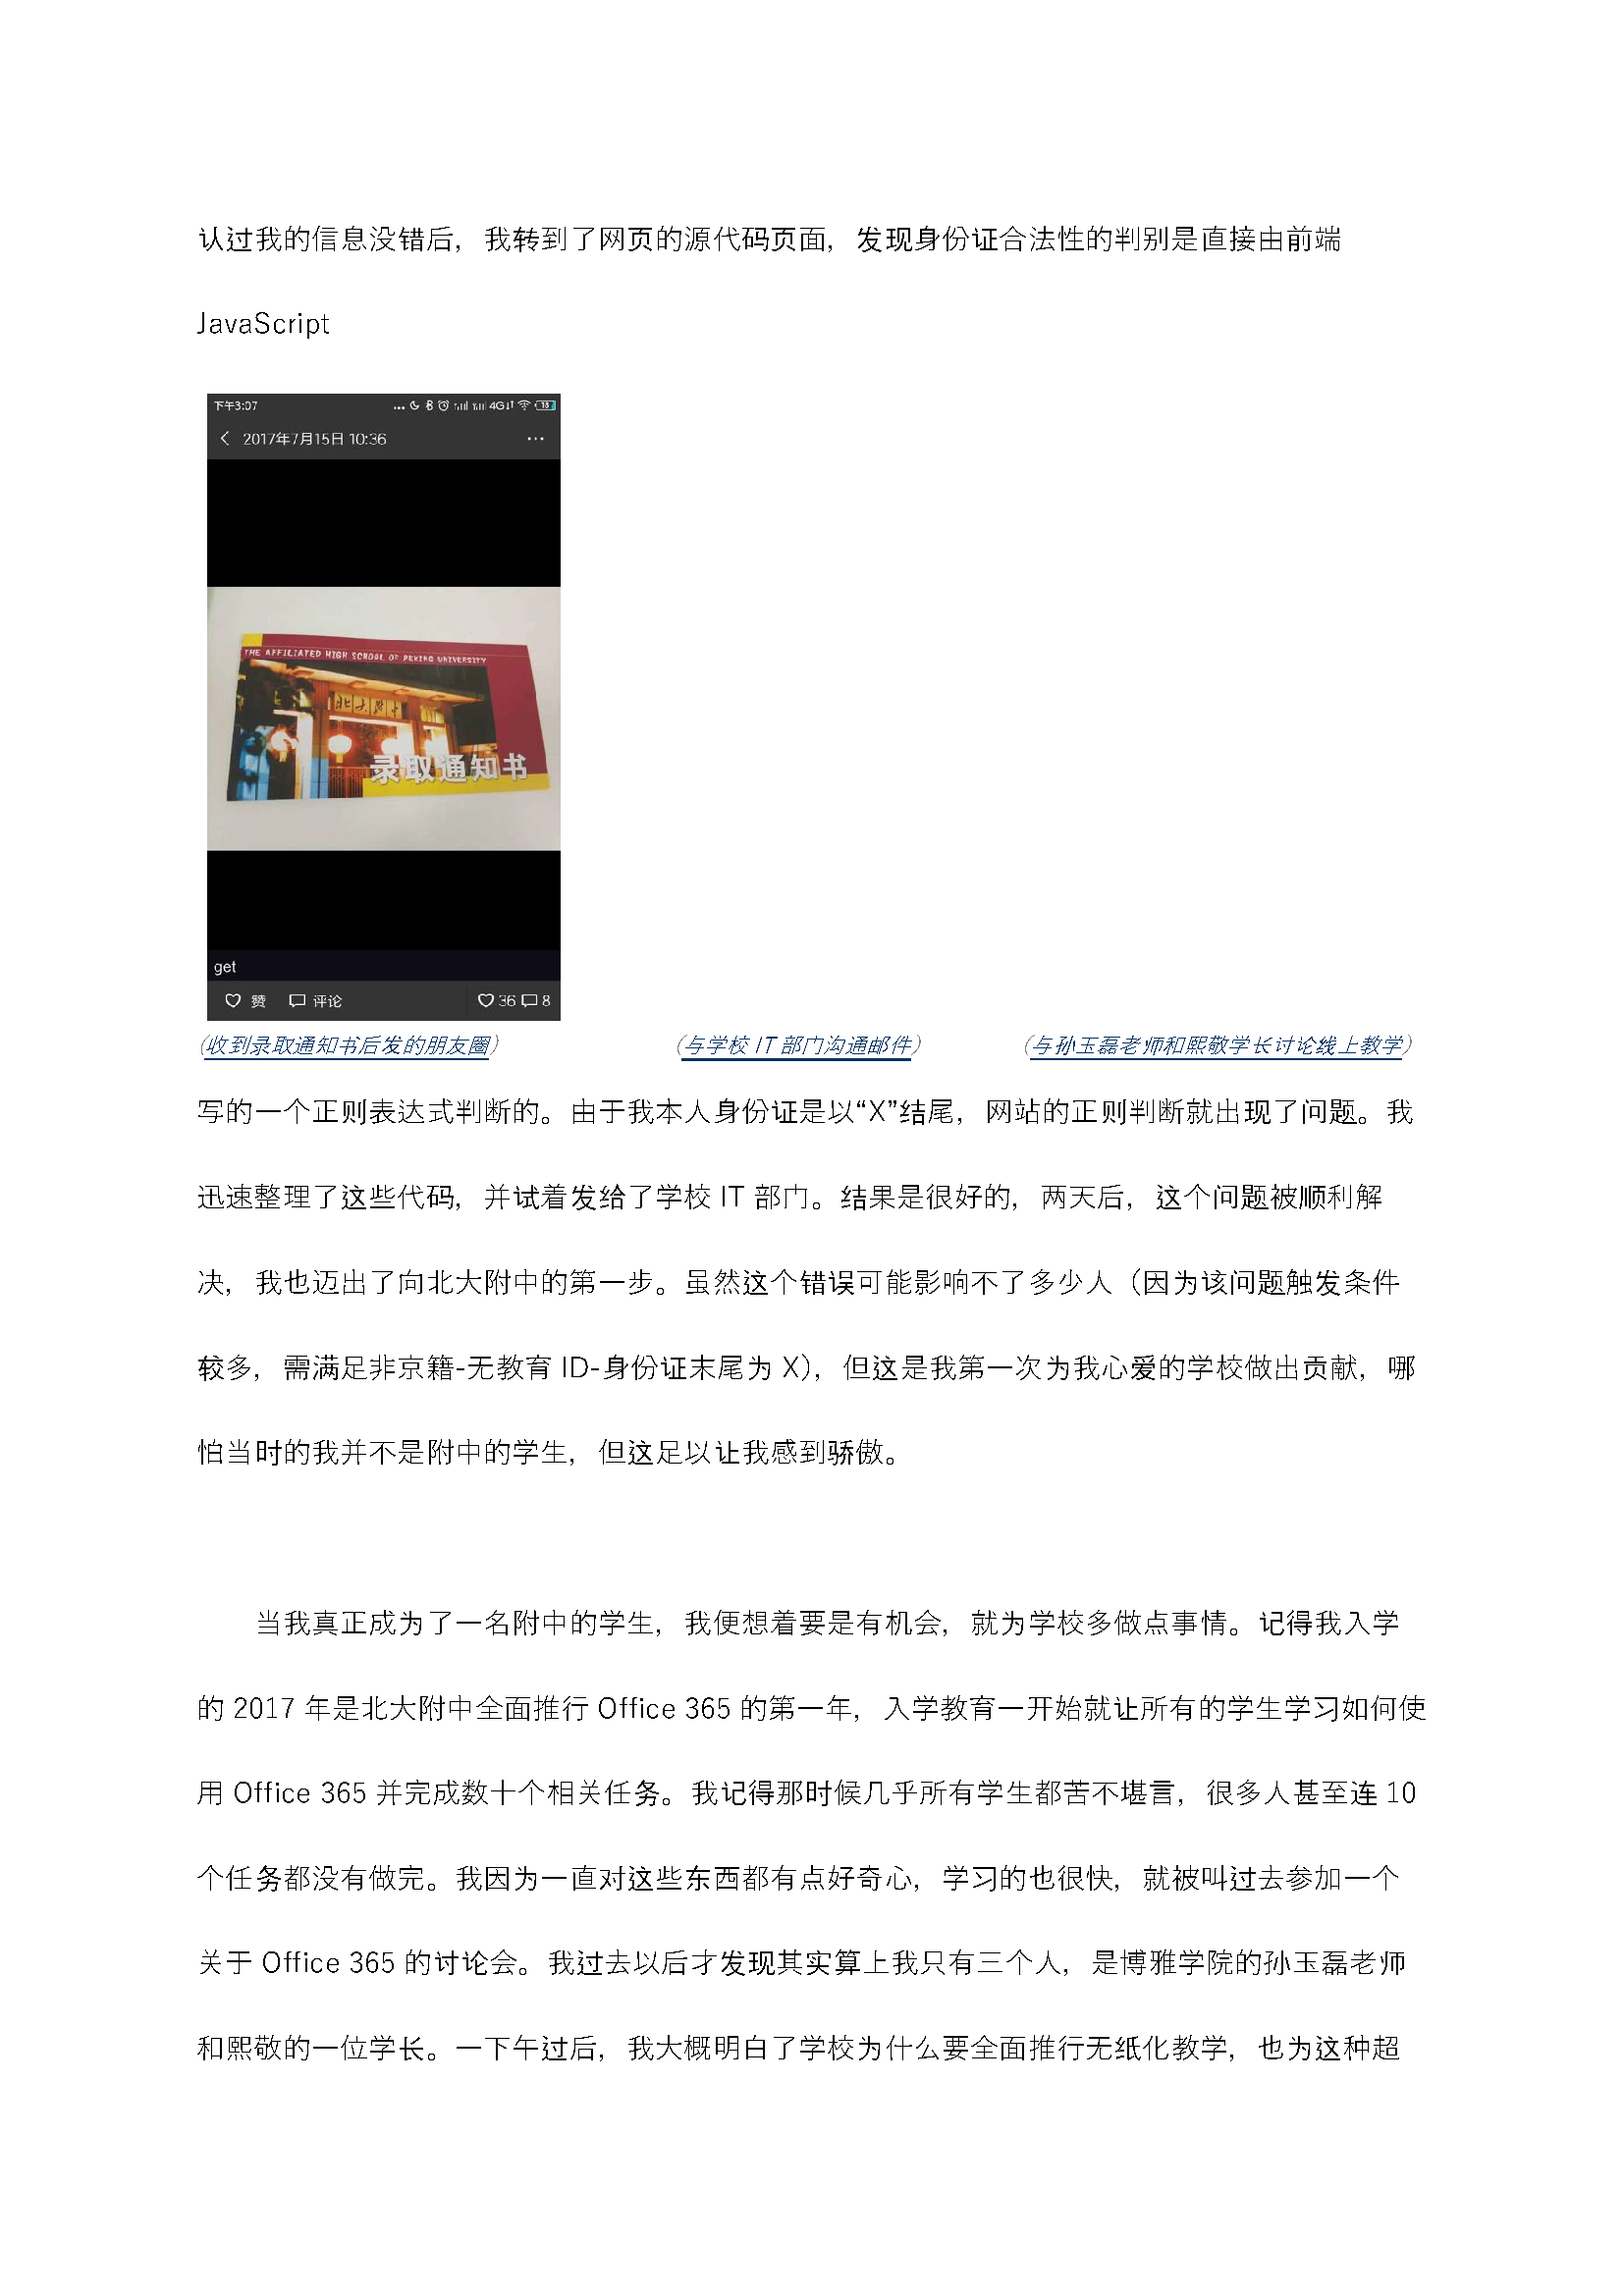 认过我的信息没错后，我转到了网页的源代码页面，发现身份证合法性的判别是直接由前端
JavaScript
下午3:07
4G
13
2017年7月15日 10:36
THE AFFILIATED HIGH SCHOOL OF PEKING UNIVERSITY
北大附中
录取通知书
get
赞 评论 36 8
(收到录取通知书后发的朋友圈) (与学校 IT 部门沟通邮件) (与孙玉磊老师和熙敬学长讨论线上教学)
写的一个正则表达式判断的。由于我本人身份证是以“X”结尾，网站的正则判断就出现了问题。我
迅速整理了这些代码，并试着发给了学校 IT 部门。结果是很好的，两天后，这个问题被顺利解
决，我也迈出了向北大附中的第一步。虽然这个错误可能影响不了多少人（因为该问题触发条件
较多，需满足非京籍-无教育 ID-身份证末尾为 X），但这是我第一次为我心爱的学校做出贡献，哪
怕当时的我并不是附中的学生，但这足以让我感到骄傲。
当我真正成为了一名附中的学生，我便想着要是有机会，就为学校多做点事情。记得我入学
的 2017 年是北大附中全面推行 Office 365 的第一年，入学教育一开始就让所有的学生学习如何使
用 Office 365 并完成数十个相关任务。我记得那时候几乎所有学生都苦不堪言，很多人甚至连 10
个任务都没有做完。我因为一直对这些东西都有点好奇心，学习的也很快，就被叫过去参加一个
关于 Office 365 的讨论会。我过去以后才发现其实算上我只有三个人，是博雅学院的孙玉磊老师
和熙敬的一位学长。一下午过后，我大概明白了学校为什么要全面推行无纸化教学，也为这种超